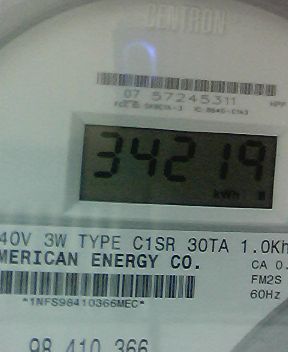 CENTRON
07 57245311
34219
kWh
40V 3W TYPE C1SR 30TA 1.0Kh
MERICAN ENERGY CO.
CA 0.
FM2S
60Hz
*1NFS98410366MEC*
98 410 366